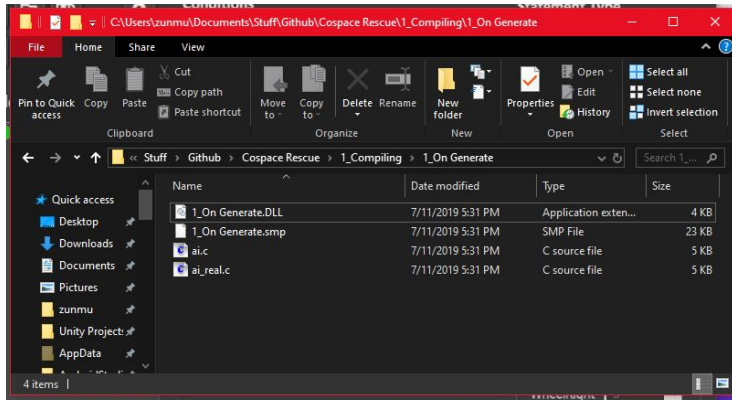 Conditions
Statement Type
C:\Users\zunmu\Documents\Stuff\Github\Cospace Rescue\1_Compiling\1_On Generate
File Home Share View
Pin to Quick access
Copy
Paste
Cut
Copy path
Paste shortcut
Move to
Copy to
Delete
Rename
New folder
Properties
Open
Edit
History
Select all
Select none
Invert selection
Clipboard Organize New Open Select
« Stuff › Github › Cospace Rescue › 1_Compiling › 1_On Generate
Search 1_...
Name Date modified Type Size
1_On Generate.DLL 7/11/2019 5:31 PM Application exten... 4 KB
1_On Generate.smp 7/11/2019 5:31 PM SMP File 23 KB
ai.c 7/11/2019 5:31 PM C source file 5 KB
ai_real.c 7/11/2019 5:31 PM C source file 5 KB
Quick access
Desktop
Downloads
Documents
Pictures
zunmu
Unity Project:
AppData
4 items
WheelRight